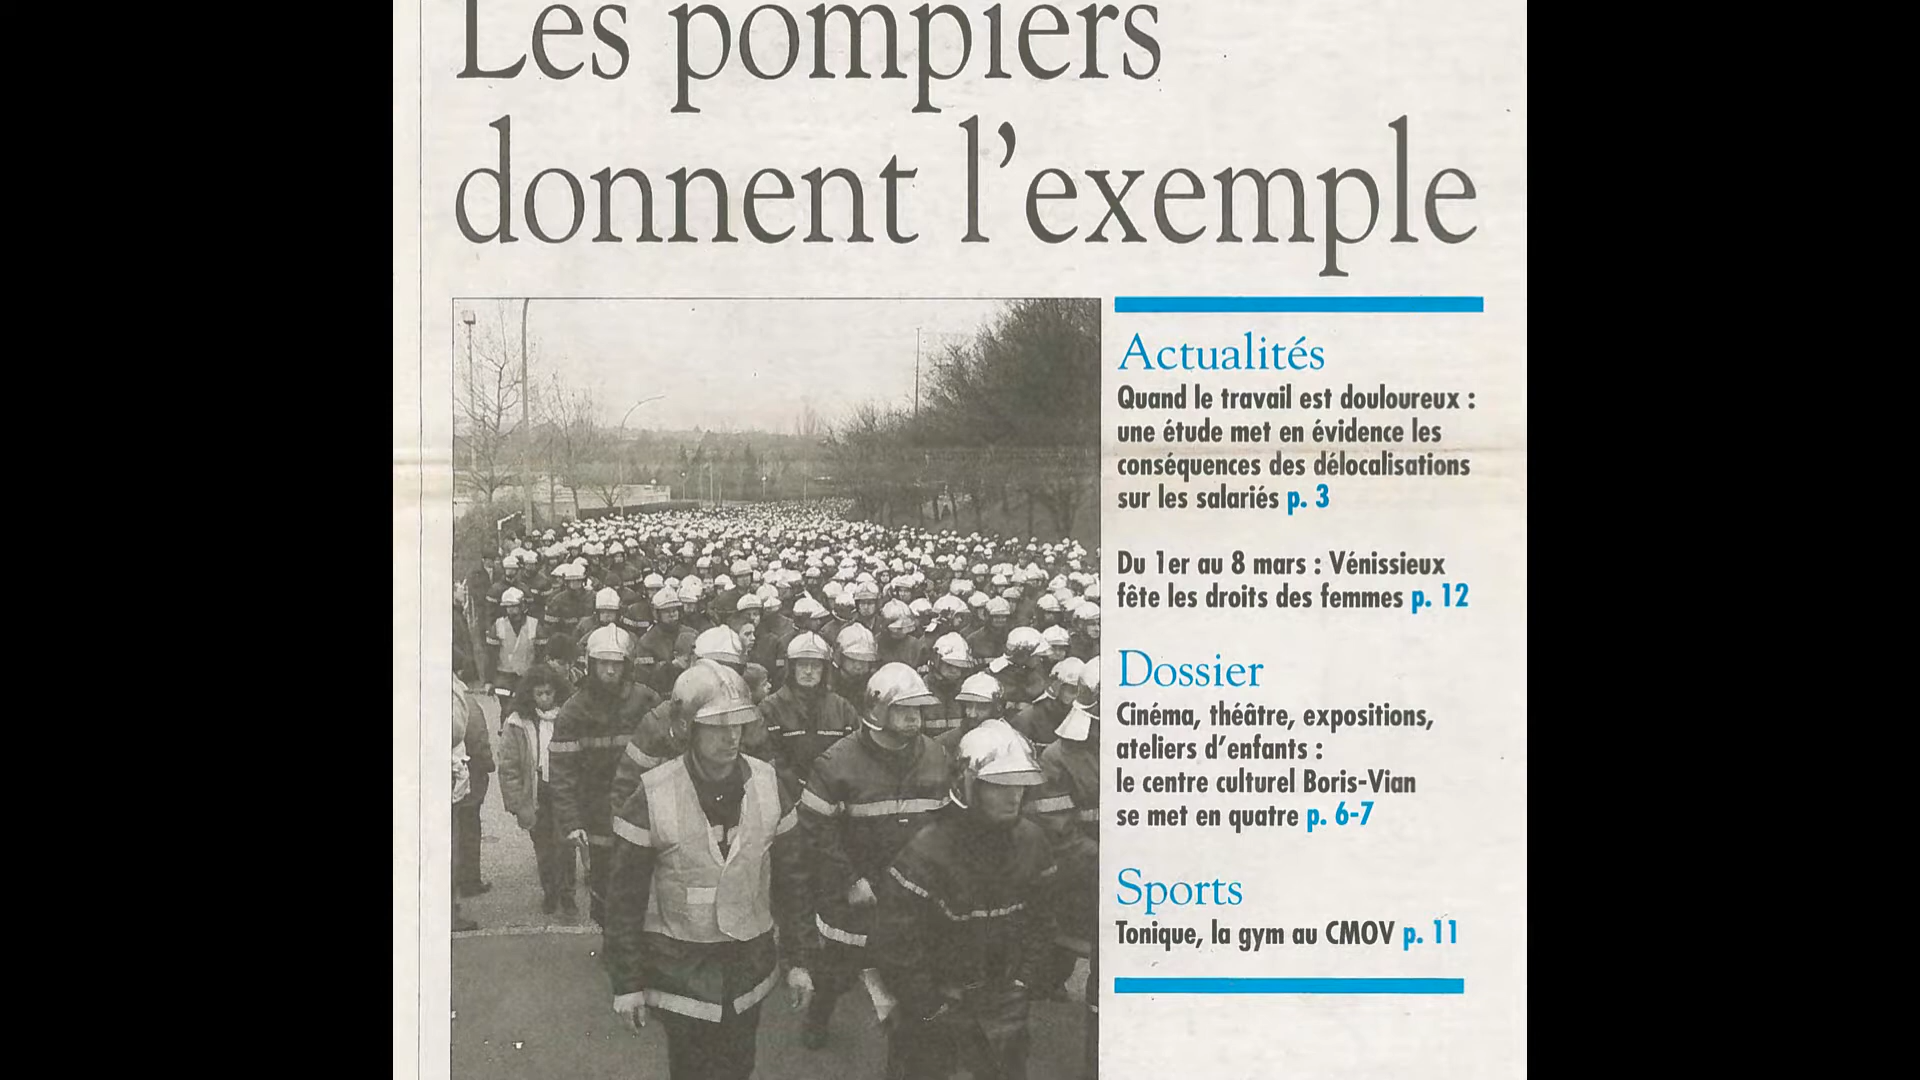 Les pompiers
donnent l'exemple
Actualités
Quand le travail est douloureux :
une étude met en évidence les
conséquences des délocalisations
sur les salariés p. 3
Du 1er au 8 mars : Vénissieux
fête les droits des femmes p. 12
Dossier
Cinéma, théâtre, expositions,
ateliers d'enfants :
le centre culturel Boris-Vian
se met en quatre p. 6-7
Sports
Tonique, la gym au CMOV p. 11